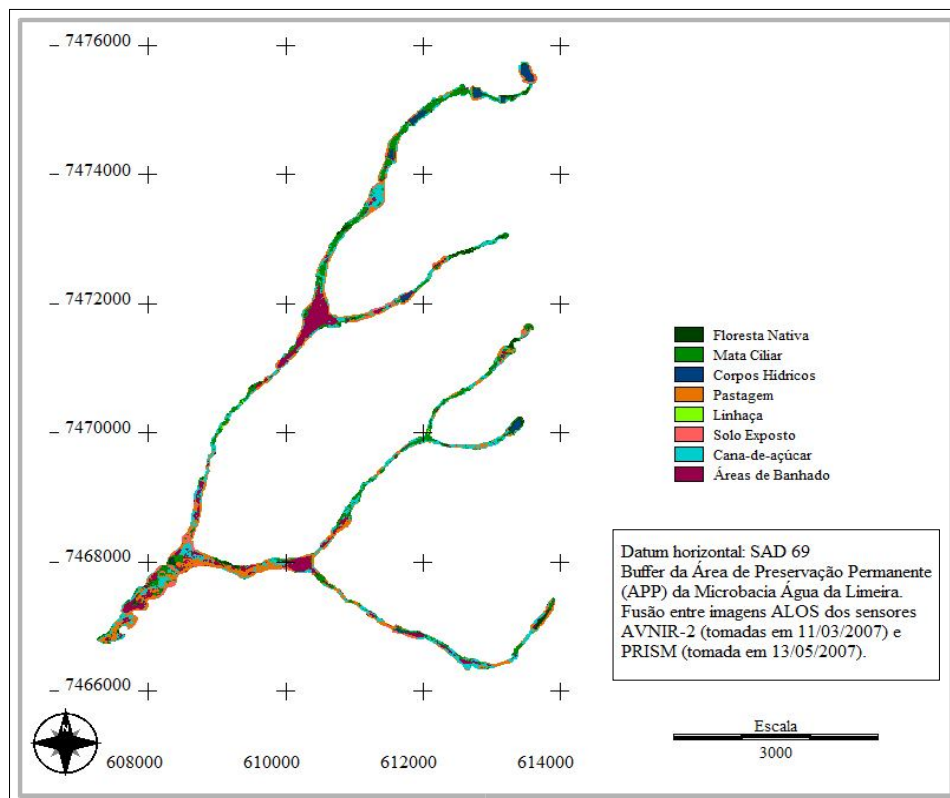 7476000
7474000
7472000
7470000
7468000
7466000
Floresta Nativa
Mata Ciliar
Corpos Hídricos
Pastagem
Linhaça
Solo Exposto
Cana-de-açúcar
Áreas de Banhado
Datum horizontal: SAD 69
Buffer da Área de Preservação Permanente
(APP) da Microbacia Água da Limeira.
Fusão entre imagens ALOS dos sensores
AVNIR-2 (tomadas em 11/03/2007) e
PRISM (tomada em 13/05/2007).
N
608000 610000 612000 614000
Escala
3000